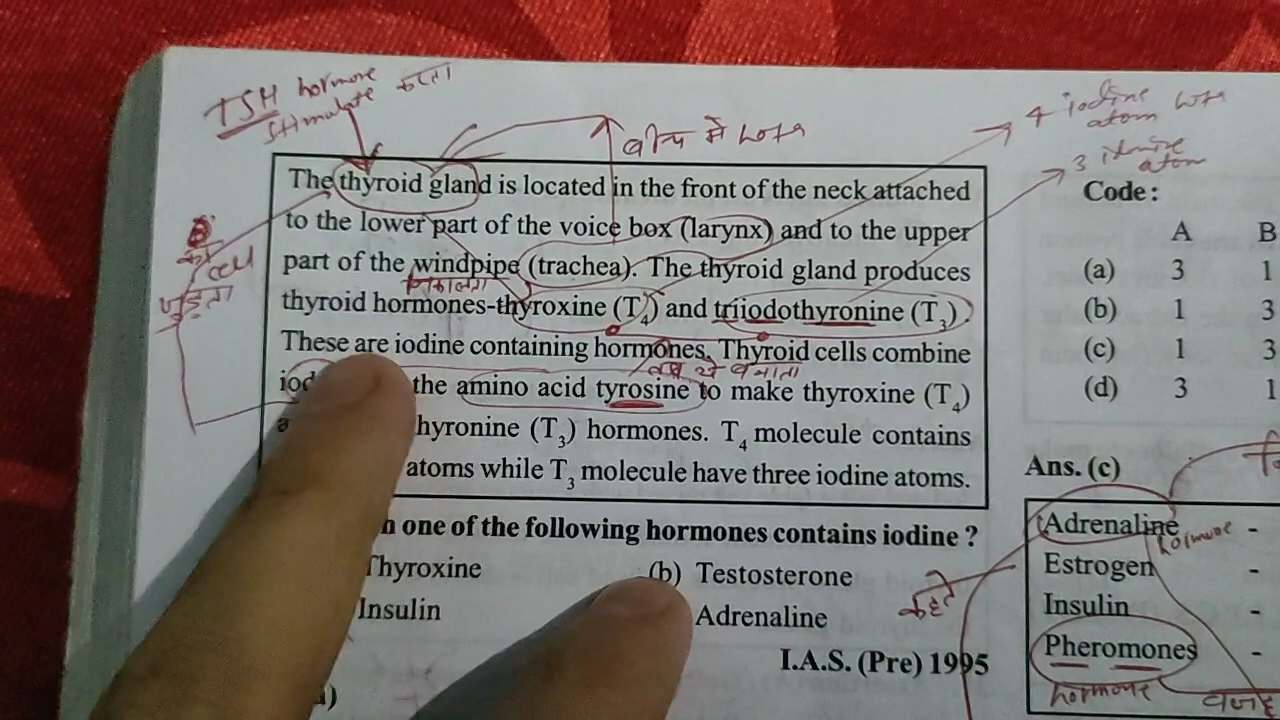 TSH hormone
stimulate करता
4 iodine
atom
3
atom
The thyroid gland is located in the front of the neck attached
to the lower part of the voice box (larynx) and to the upper
part of the windpipe (trachea). The thyroid gland produces
thyroid hormones-thyroxine (T₄) and triiodothyronine (T₃).
These are iodine containing hormones. Thyroid cells combine
the amino acid tyrosine to make thyroxine (T₄)
hyronine (T₃) hormones. T₄ molecule contains
atoms while T₃ molecule have three iodine atoms.
cell
जुड़ता
निकालता
n one of the following hormones contains iodine ?
Thyroxine (b) Testosterone
Insulin Adrenaline
I.A.S. (Pre) 1995
Code :
A B
(a) 3 1
(b) 1 3
(c) 1 3
(d) 3 1
Ans. (c)
Adrenaline -
hormone
Estrogen -
Insulin -
Pheromones -
hormone
कहते